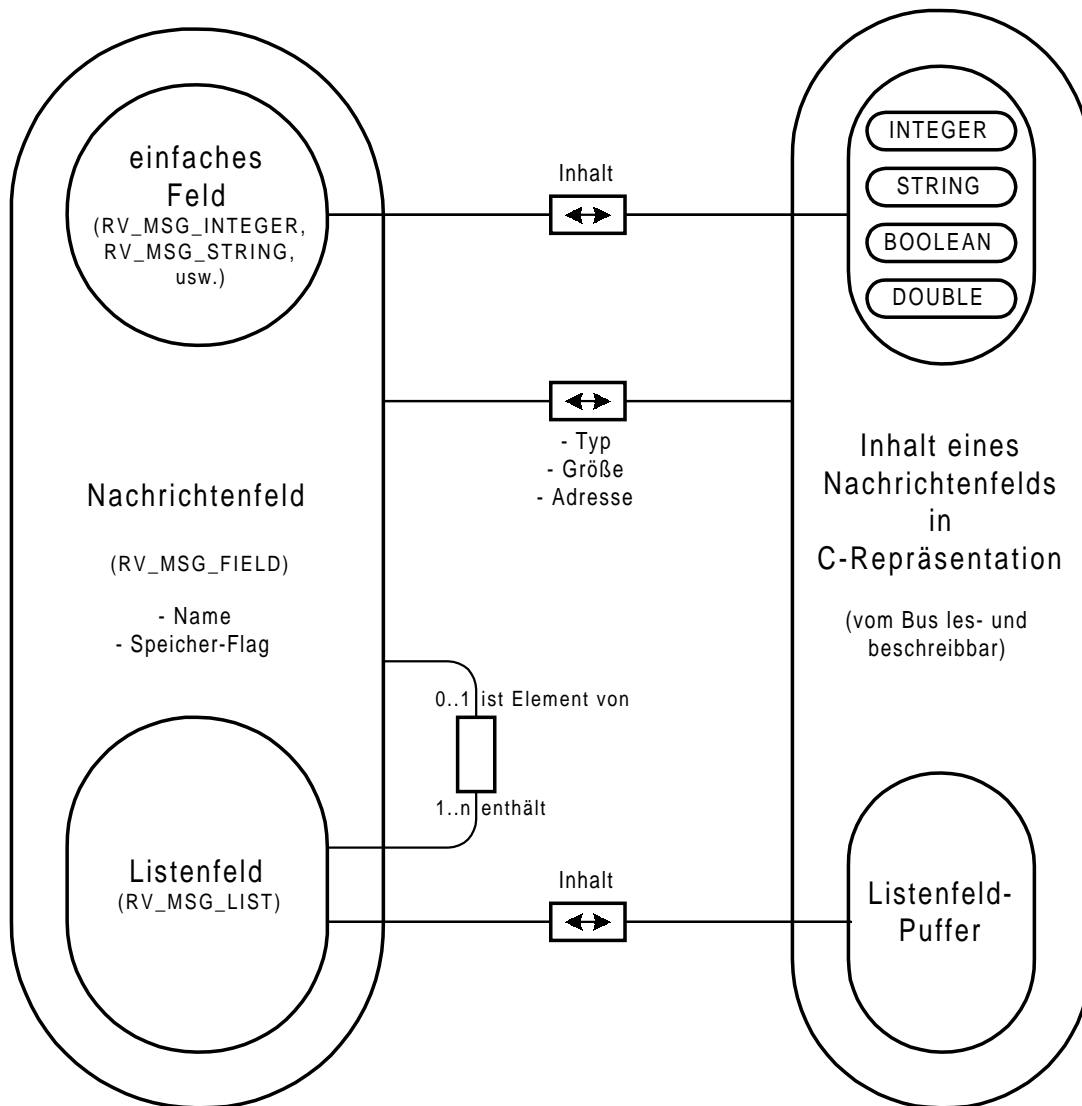 einfaches
Feld
(RV_MSG_INTEGER,
RV_MSG_STRING,
usw.)
Inhalt
INTEGER
STRING
BOOLEAN
DOUBLE
- Typ
- Größe
- Adresse
Nachrichtenfeld
(RV_MSG_FIELD)
- Name
- Speicher-Flag
Inhalt eines
Nachrichtenfelds
in
C-Repräsentation
(vom Bus les- und
beschreibbar)
0..1 ist Element von
1..n enthält
Listenfeld
(RV_MSG_LIST)
Inhalt
Listenfeld-
Puffer